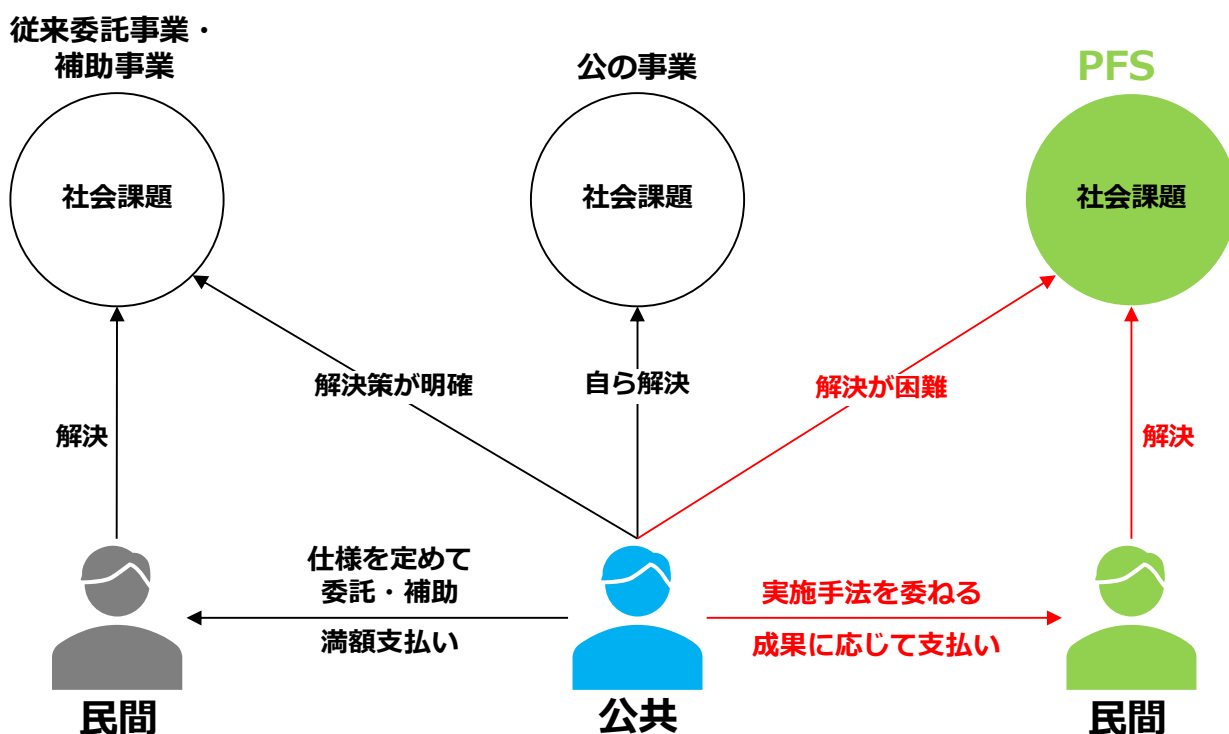 従来委託事業・
補助事業
公の事業
PFS
社会課題
社会課題
社会課題
解決策が明確
自ら解決
解決が困難
解決
解決
仕様を定めて
委託・補助
満額支払い
実施手法を委ねる
成果に応じて支払い
民間
公共
民間